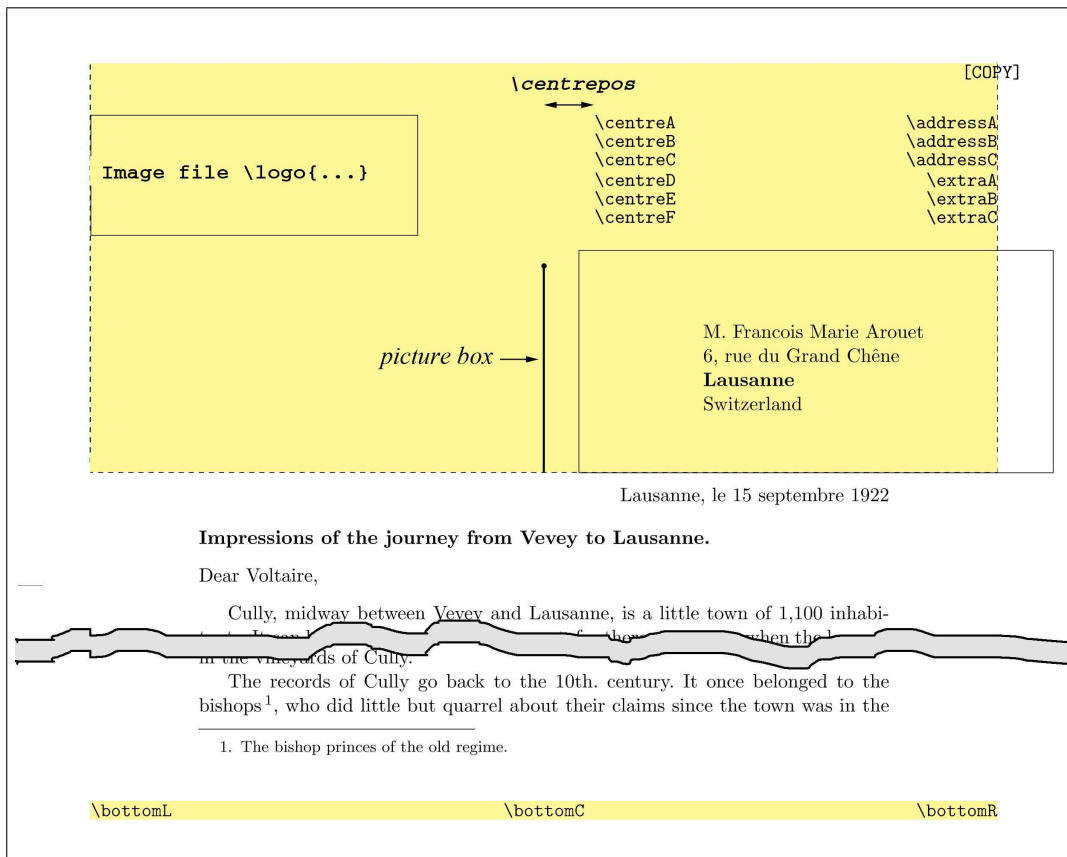 [COPY]
\centrepos
\centreA
\centreB
\centreC
\centreD
\centreE
\centreF
\addressA
\addressB
\addressC
\extraA
\extraB
\extraC
Image file \logo{...}
picture box
M. Francois Marie Arouet
6, rue du Grand Chêne
Lausanne
Switzerland
Lausanne, le 15 septembre 1922
Impressions of the journey from Vevey to Lausanne.
Dear Voltaire,
Cully, midway between Vevey and Lausanne, is a little town of 1,100 inhabi-
when the
in the vineyards of Cully.
The records of Cully go back to the 10th. century. It once belonged to the
bishops 1, who did little but quarrel about their claims since the town was in the
1. The bishop princes of the old regime.
\bottomL \bottomC \bottomR